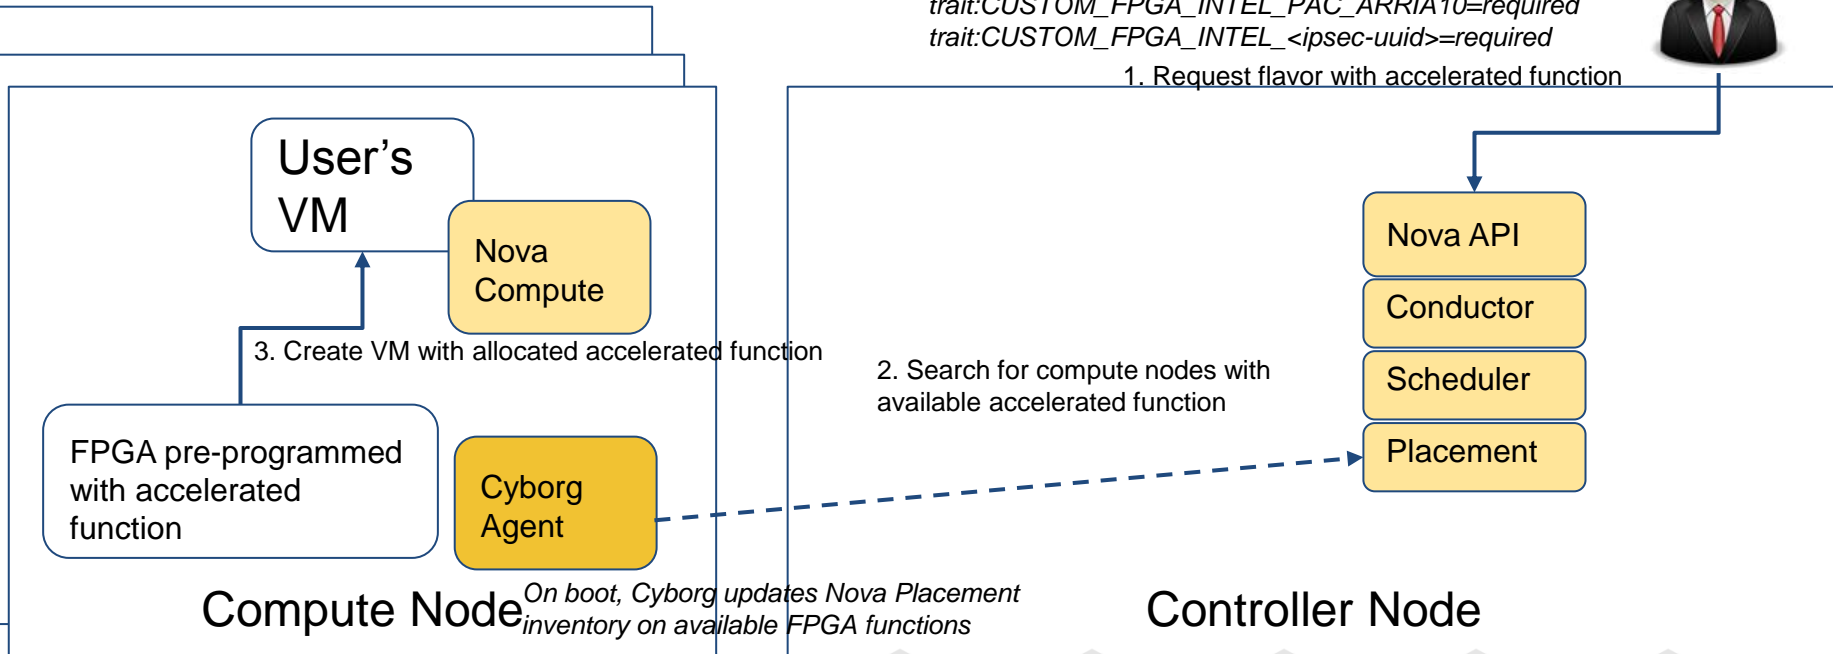 trait:CUSTOM_FPGA_INTEL_PAC_ARRIA10=required
trait:CUSTOM_FPGA_INTEL_<ipsec-uuid>=required
1. Request flavor with accelerated function
User’s
VM
Nova
Compute
3. Create VM with allocated accelerated function
FPGA pre-programmed
with accelerated
function
Cyborg
Agent
Compute Node
On boot, Cyborg updates Nova Placement
inventory on available FPGA functions
2. Search for compute nodes with
available accelerated function
Nova API
Conductor
Scheduler
Placement
Controller Node